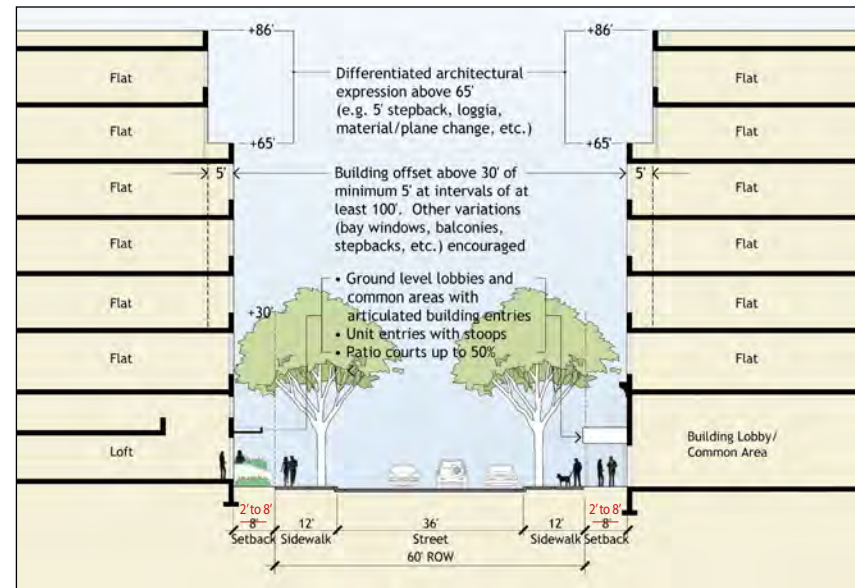 +86'
+86'
Differentiated architectural
expression above 65'
(e.g. 5' stepback, loggia,
material/plane change, etc.)
Flat
Flat
Flat
Flat
+65'
+65'
5'
Building offset above 30' of
minimum 5' at intervals of at
least 100'. Other variations
(bay windows, balconies,
stepbacks, etc.) encouraged
5'
Flat
Flat
Flat
Flat
• Ground level lobbies and
common areas with
articulated building entries
• Unit entries with stoops
• Patio courts up to 50%
+30'
Flat
Flat
Flat
Flat
Loft
Building Lobby/
Common Area
2' to 8'
2' to 8'
8'
12'
36'
12'
8'
Setback
Sidewalk
Street
Sidewalk
Setback
60' ROW